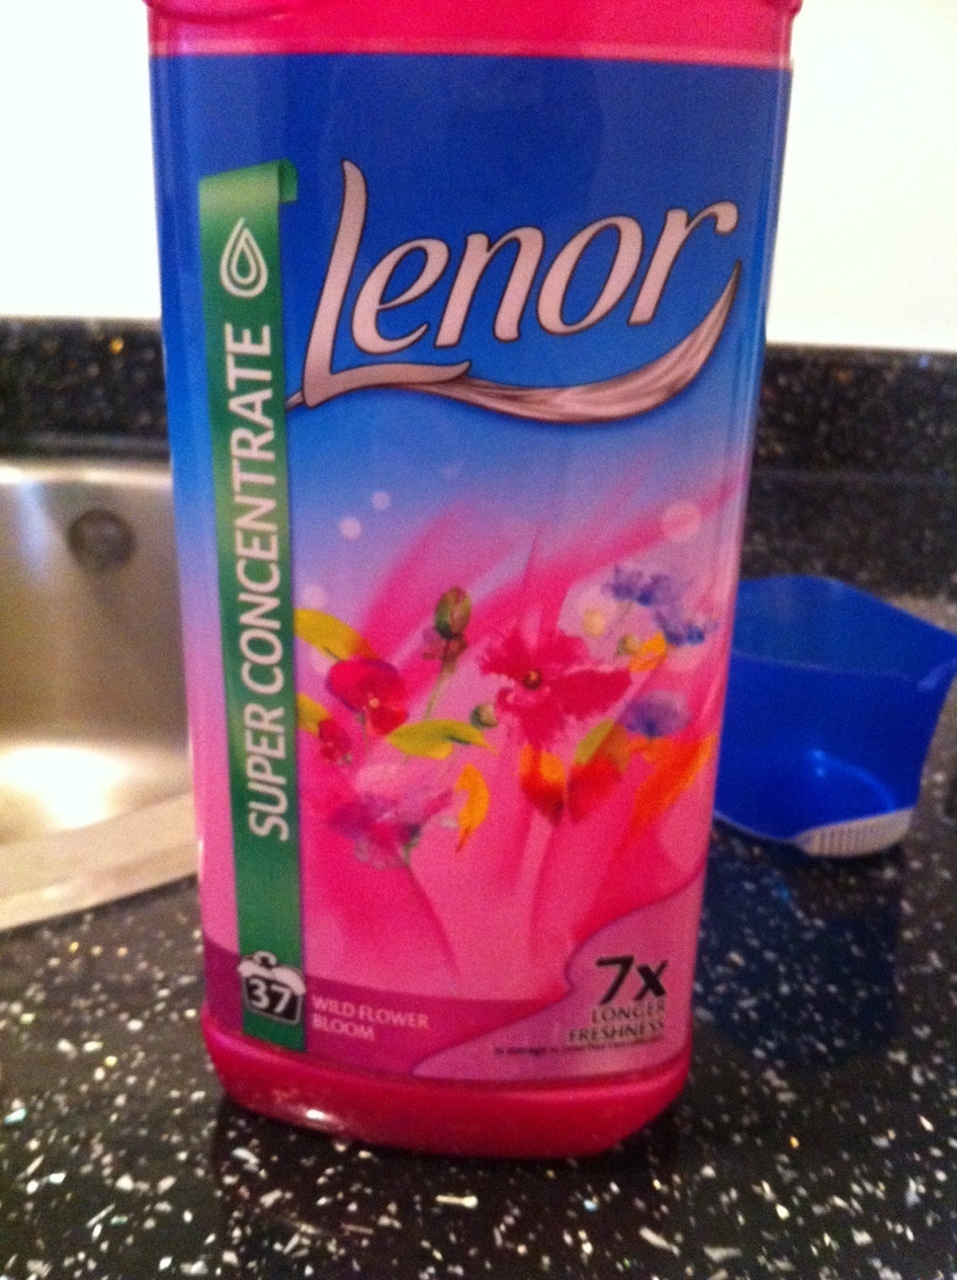 Lenor
SUPER CONCENTRATE
37
WILD FLOWER
BLOOM
7x
LONGER
FRESHNESS